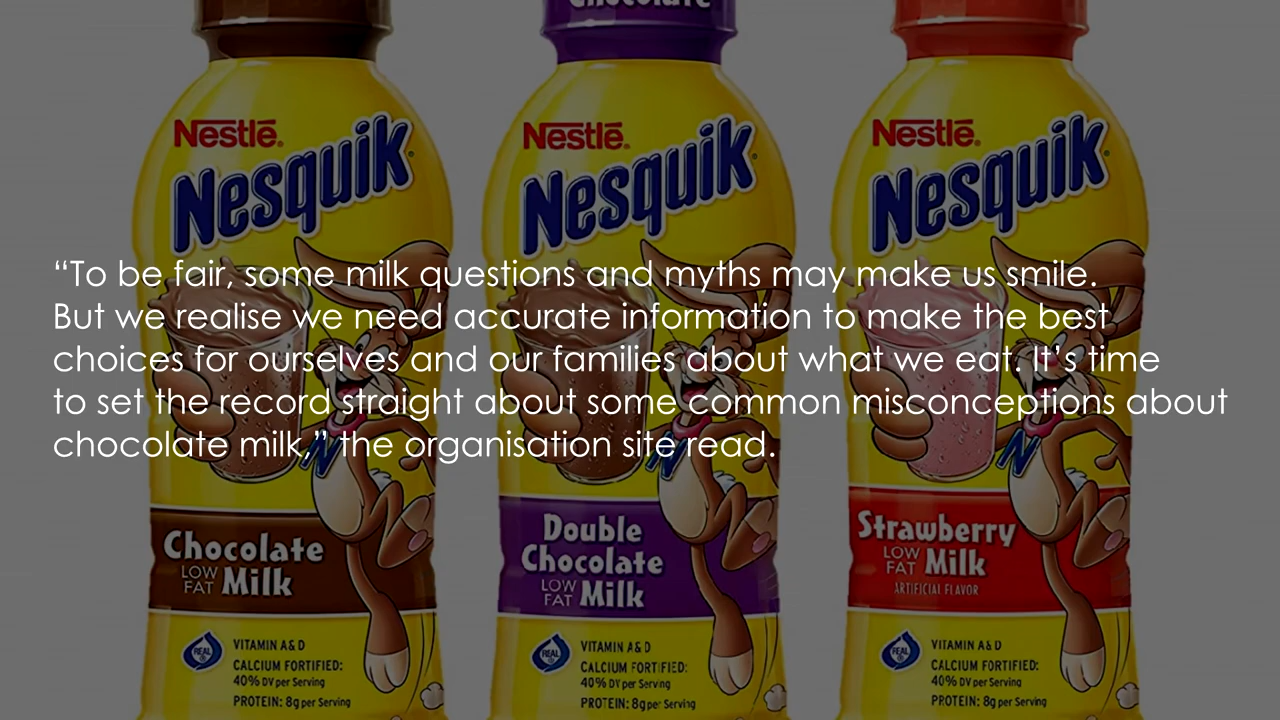 Chocolate
Nestlé
Nesquik
Nestlé
Nesquik
Nestlé
Nesquik
“To be fair, some milk questions and myths may make us smile.
But we realise we need accurate information to make the best
choices for ourselves and our families about what we eat. It’s time
to set the record straight about some common misconceptions about
chocolate milk,” the organisation site read.
N
N
Chocolate
LOW FAT Milk
REAL
VITAMIN A & D
CALCIUM FORTIFIED:
40% DV per Serving
PROTEIN: 8g per Serving
Double
Chocolate
LOW FAT Milk
REAL
VITAMIN A & D
CALCIUM FORTIFIED:
40% DV per Serving
PROTEIN: 8g per Serving
Strawberry
LOW FAT Milk
ARTIFICIAL FLAVOR
REAL
VITAMIN A & D
CALCIUM FORTIFIED:
40% DV per Serving
PROTEIN: 8g per Serving